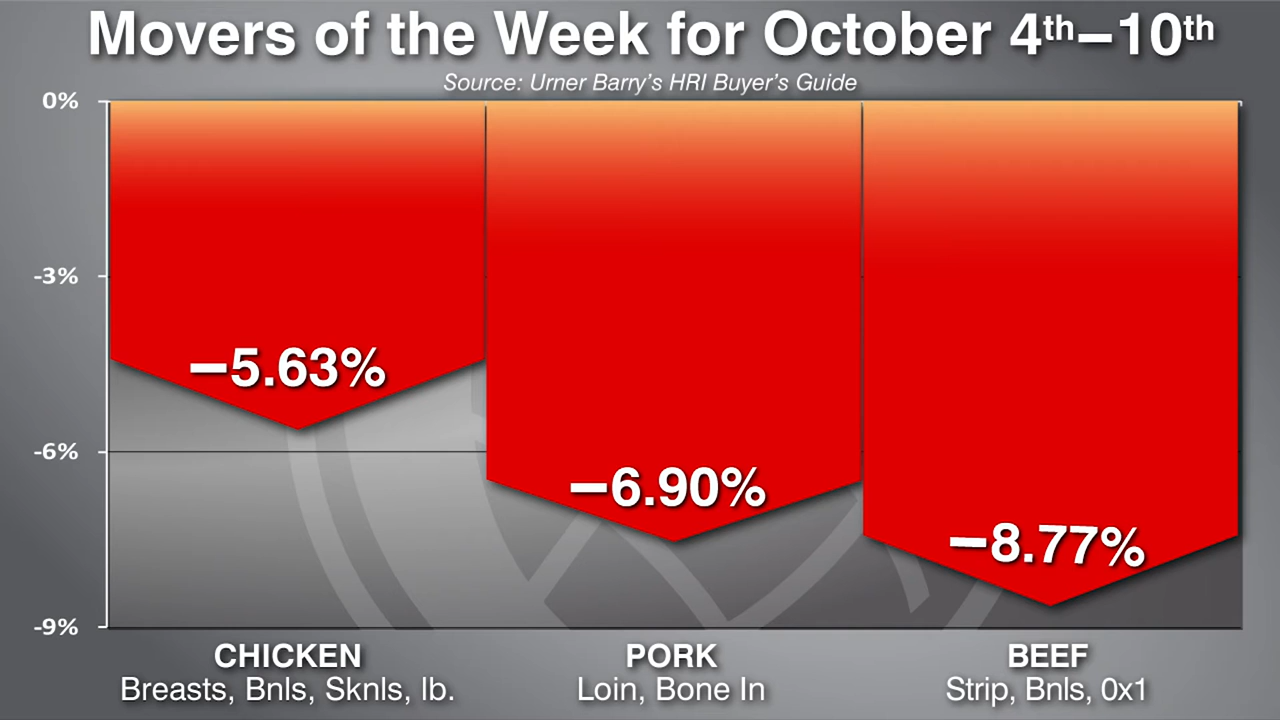 Movers of the Week for October 4th–10th
Source: Urner Barry's HRI Buyer's Guide
0%
-3%
-6%
-9%
–5.63%
–6.90%
–8.77%
CHICKEN
Breasts, Bnls, Sknls, lb.
PORK
Loin, Bone In
BEEF
Strip, Bnls, 0x1